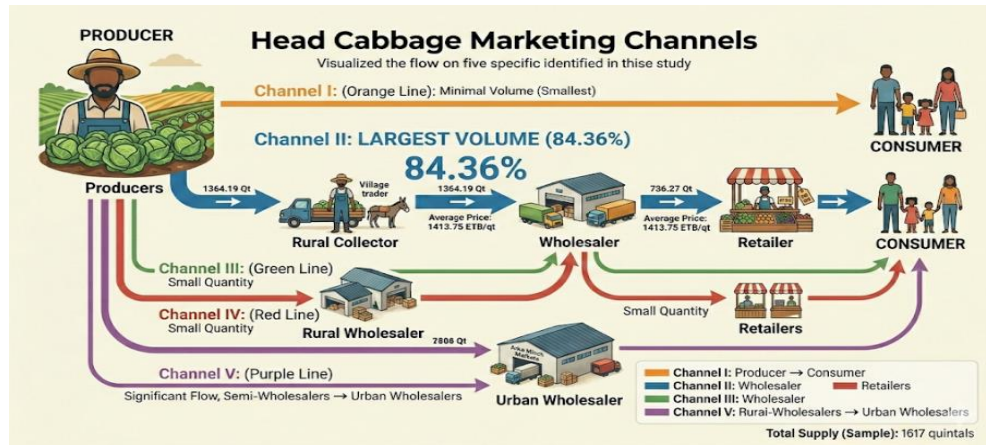 PRODUCER
Head Cabbage Marketing Channels
Visualized the flow on five specific identified in thise study
Channel I: (Orange Line): Minimal Volume (Smallest)
CONSUMER
Channel II: LARGEST VOLUME (84.36%)
84.36%
Producers
1364.19 Qt
Village
trader
Rural Collector
1364.19 Qt
Average Price:
1413.75 ETB/qt
Wholesaler
736.27 Qt
Average Price:
1413.75 ETB/qt
Retailer
CONSUMER
Channel III: (Green Line)
Small Quantity
Channel IV: (Red Line)
Small Quantity
Rural Wholesaler
Small Quantity
Retailers
2806 Qt
Channel V: (Purple Line)
Significant Flow, Semi-Wholesalers → Urban Wholesalers
Markets
Urban Wholesaler
Channel I: Producer → Consumer
Channel II: Wholesaler
Retailers
Channel III: Wholesaler
Channel V: Rurai-Wholesalers → Urban Wholesalers
Total Supply (Sample): 1617 quintals